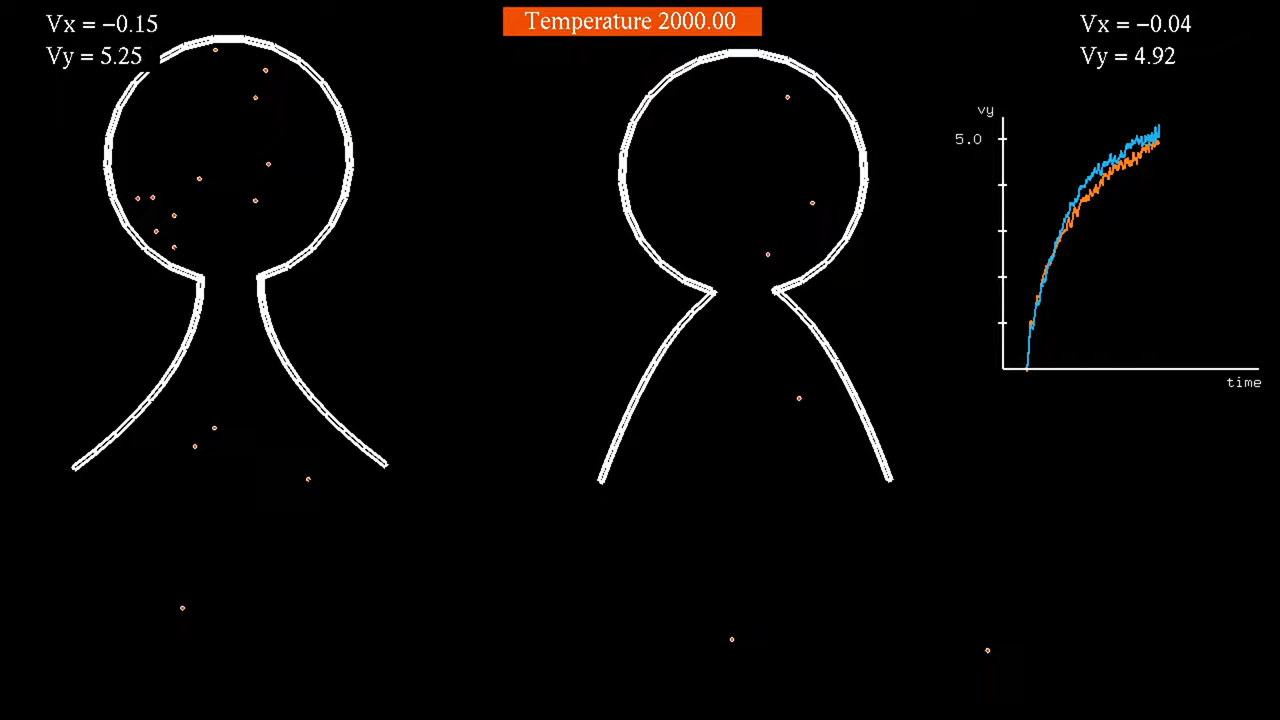 Vx = −0.15
Vy = 5.25
Temperature 2000.00
Vx = −0.04
Vy = 4.92
vy
5.0
time